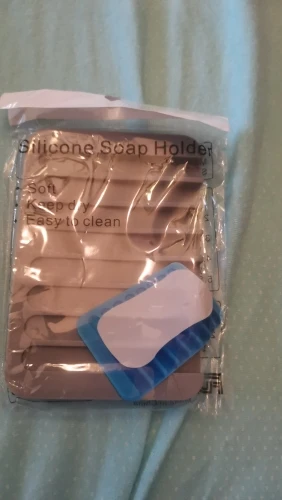 Silicone Soap Holder
Soft
Keep dry
Easy to clean